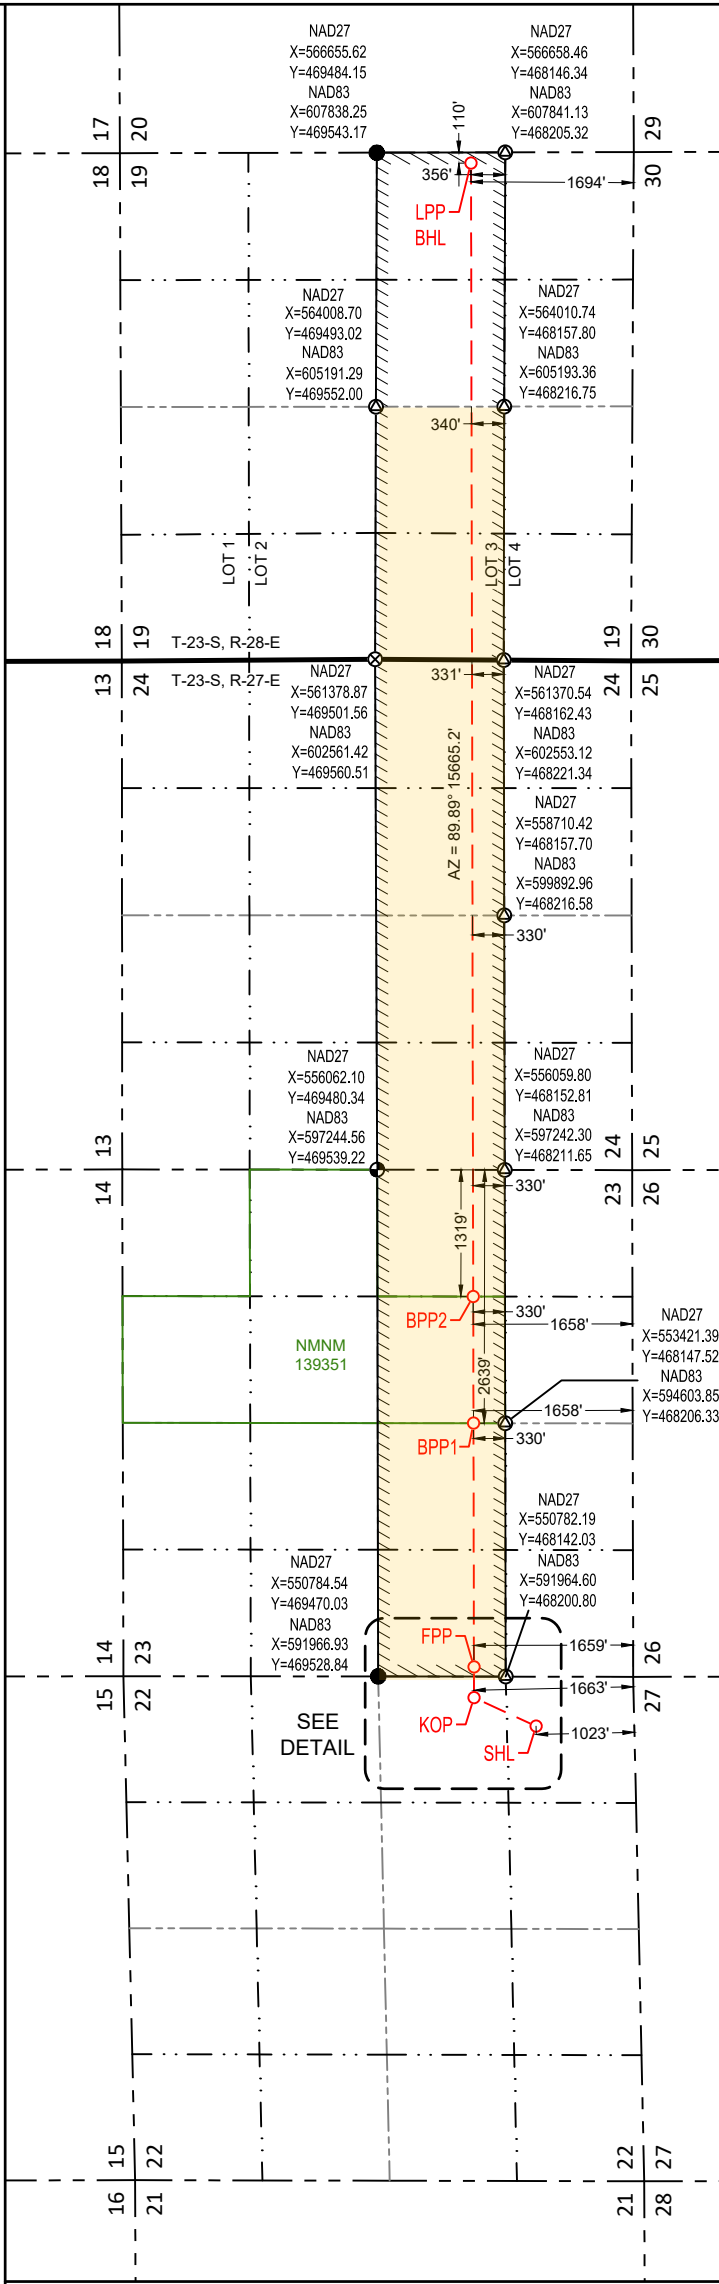 NAD27
X=566655.62
Y=469484.15
NAD83
X=607838.25
Y=469543.17
NAD27
X=566658.46
Y=468146.34
NAD83
X=607841.13
Y=468205.32
17 20
18 19
29
30
110'
356'
1694'
LPP
BHL
NAD27
X=564008.70
Y=469493.02
NAD83
X=605191.29
Y=469552.00
NAD27
X=564010.74
Y=468157.80
NAD83
X=605193.36
Y=468216.75
340'
LOT 1
LOT 2
LOT 3
LOT 4
18 19
T-23-S, R-28-E
19 30
13 24
T-23-S, R-27-E
24 25
331'
NAD27
X=561378.87
Y=469501.56
NAD83
X=602561.42
Y=469560.51
NAD27
X=561370.54
Y=468162.43
NAD83
X=602553.12
Y=468221.34
AZ = 89.89° 15665.2'
NAD27
X=558710.42
Y=468157.70
NAD83
X=599892.96
Y=468216.58
330'
NAD27
X=556062.10
Y=469480.34
NAD83
X=597244.56
Y=469539.22
NAD27
X=556059.80
Y=468152.81
NAD83
X=597242.30
Y=468211.65
13
14
24 25
23 26
330'
1319'
2639'
BPP2
330'
1658'
NMNM
139351
NAD27
X=553421.39
Y=468147.52
NAD83
X=594603.85
Y=468206.33
1658'
BPP1
330'
NAD27
X=550782.19
Y=468142.03
NAD83
X=591964.60
Y=468200.80
NAD27
X=550784.54
Y=469470.03
NAD83
X=591966.93
Y=469528.84
14 23
15 22
26
27
FPP
1659'
1663'
KOP
SHL
1023'
SEE
DETAIL
15 22
16 21
22 27
21 28